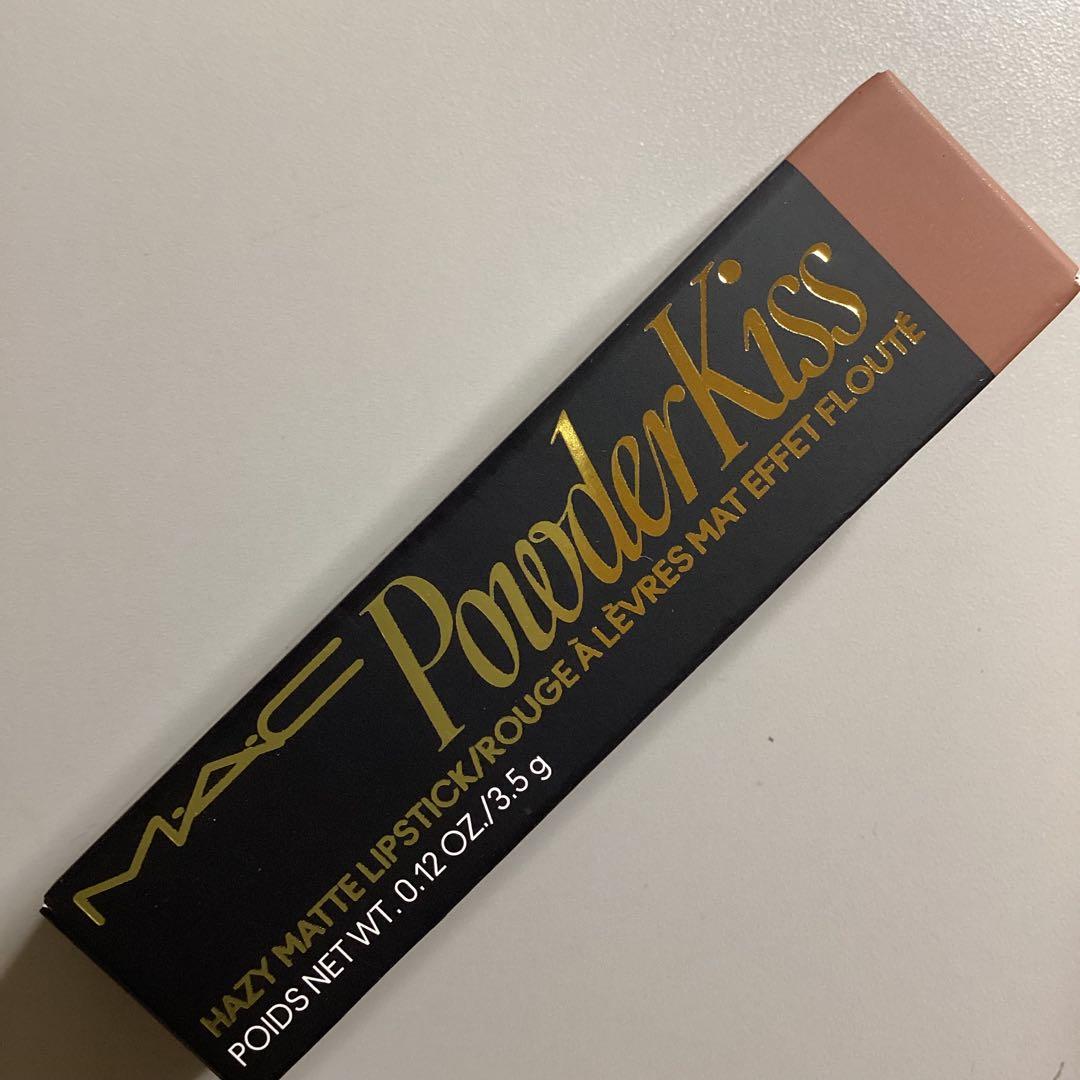 M·A·C
PowderKiss
HAZY MATTE LIPSTICK/ROUGE À LÈVRES MAT EFFET FLOUTÉ
POIDS NET WT. 0.12 OZ./3.5 g